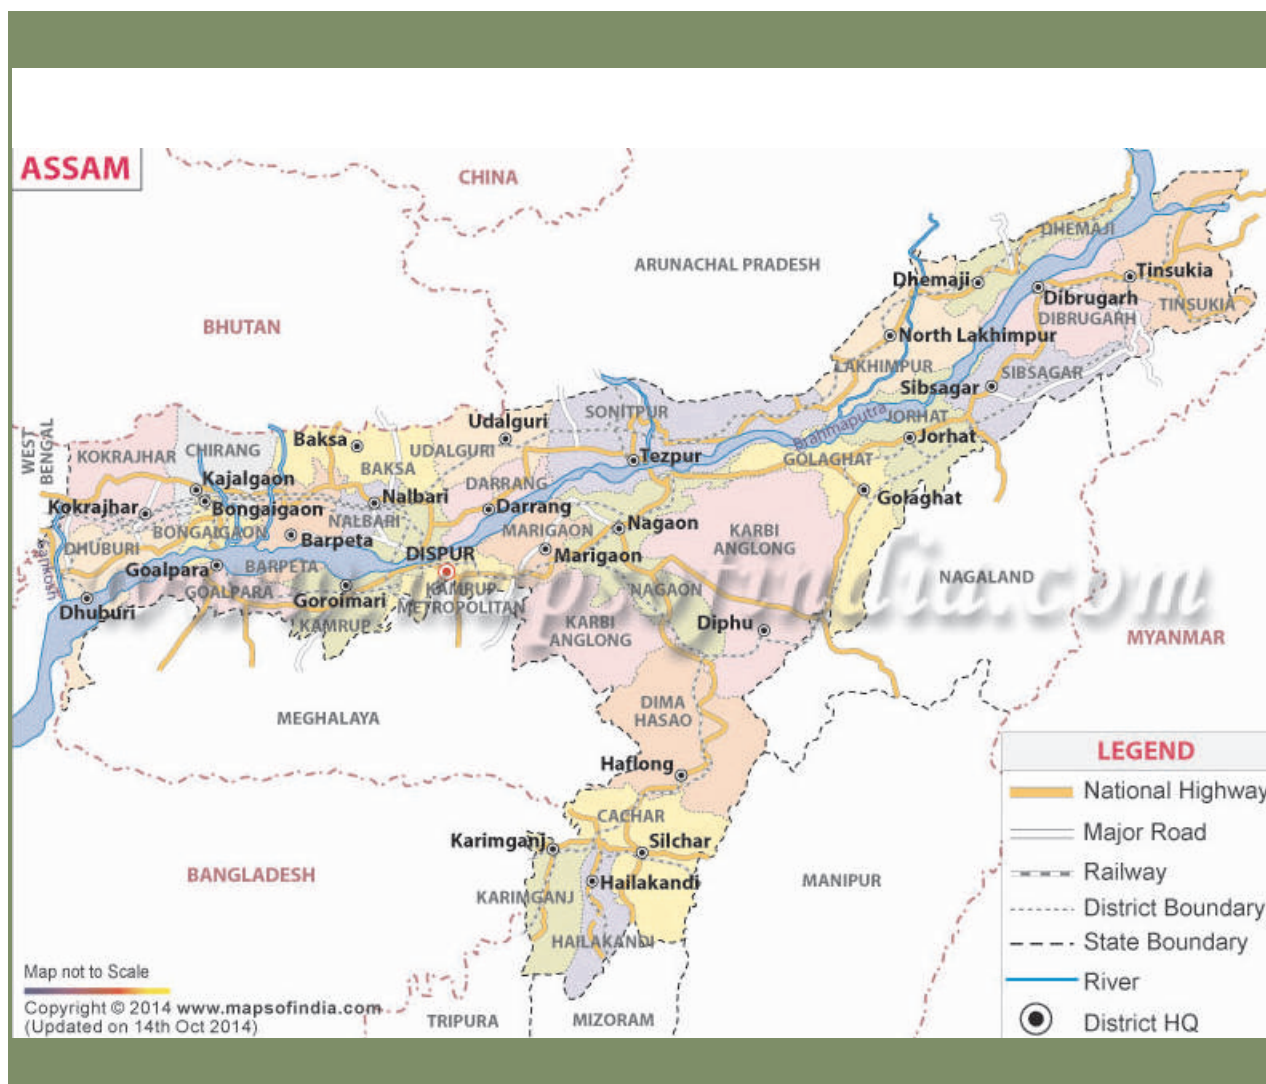 ASSAM
CHINA
ARUNACHAL PRADESH
BHUTAN
DHEMAJI
Dhemaji
Tinsukia
Dibrugarh
TINSUKIA
DIBRUGARH
North Lakhimpur
LAKHIMPUR
SIBSAGAR
Sibsagar
WEST
BENGAL
KOKRAJHAR
CHIRANG
Baksa
BAKSA
Udalguri
UDALGURI
SONITPUR
Brahmaputra
JORHAT
Jorhat
Tezpur
GOLAGHAT
Golaghat
Kajalgaon
Kokrajhar
Bongaigaon
BONGAIGAON
Nalbari
NALBARI
DARRANG
Darrang
MARIGAON
Marigaon
Nagaon
NAGAON
KARBI
ANGLONG
DHUBURI
Barpeta
BARPETA
DISPUR
Goalpara
GOALPARA
Goroimari
KAMRUP
KAMRUP
METROPOLITAN
Sankosh
Dhuburi
www.mapsofindia.com
KARBI
ANGLONG
Diphu
NAGALAND
MYANMAR
MEGHALAYA
DIMA
HASAO
Haflong
CACHAR
Karimganj
Silchar
KARIMGANJ
Hailakandi
HAILAKANDI
BANGLADESH
MANIPUR
TRIPURA
MIZORAM
LEGEND
National Highway
Major Road
Railway
District Boundary
State Boundary
River
District HQ
Map not to Scale
Copyright © 2014 www.mapsofindia.com
(Updated on 14th Oct 2014)